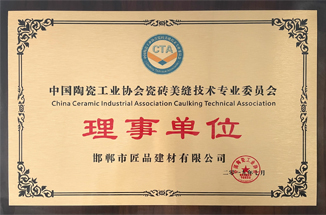 CTA
中国陶瓷工业协会瓷砖美缝技术专业委员会
China Ceramic Industrial Association Caulking Technical Association
理事单位
邯郸市匠品建材有限公司